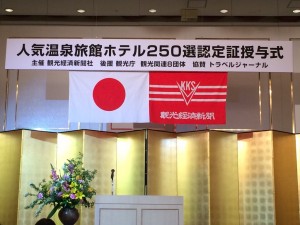 人気温泉旅館ホテル250選認定証授与式
主催 観光経済新聞社 後援 観光庁 観光関連8団体 協賛 トラベルジャーナル
KKS
観光経済新聞